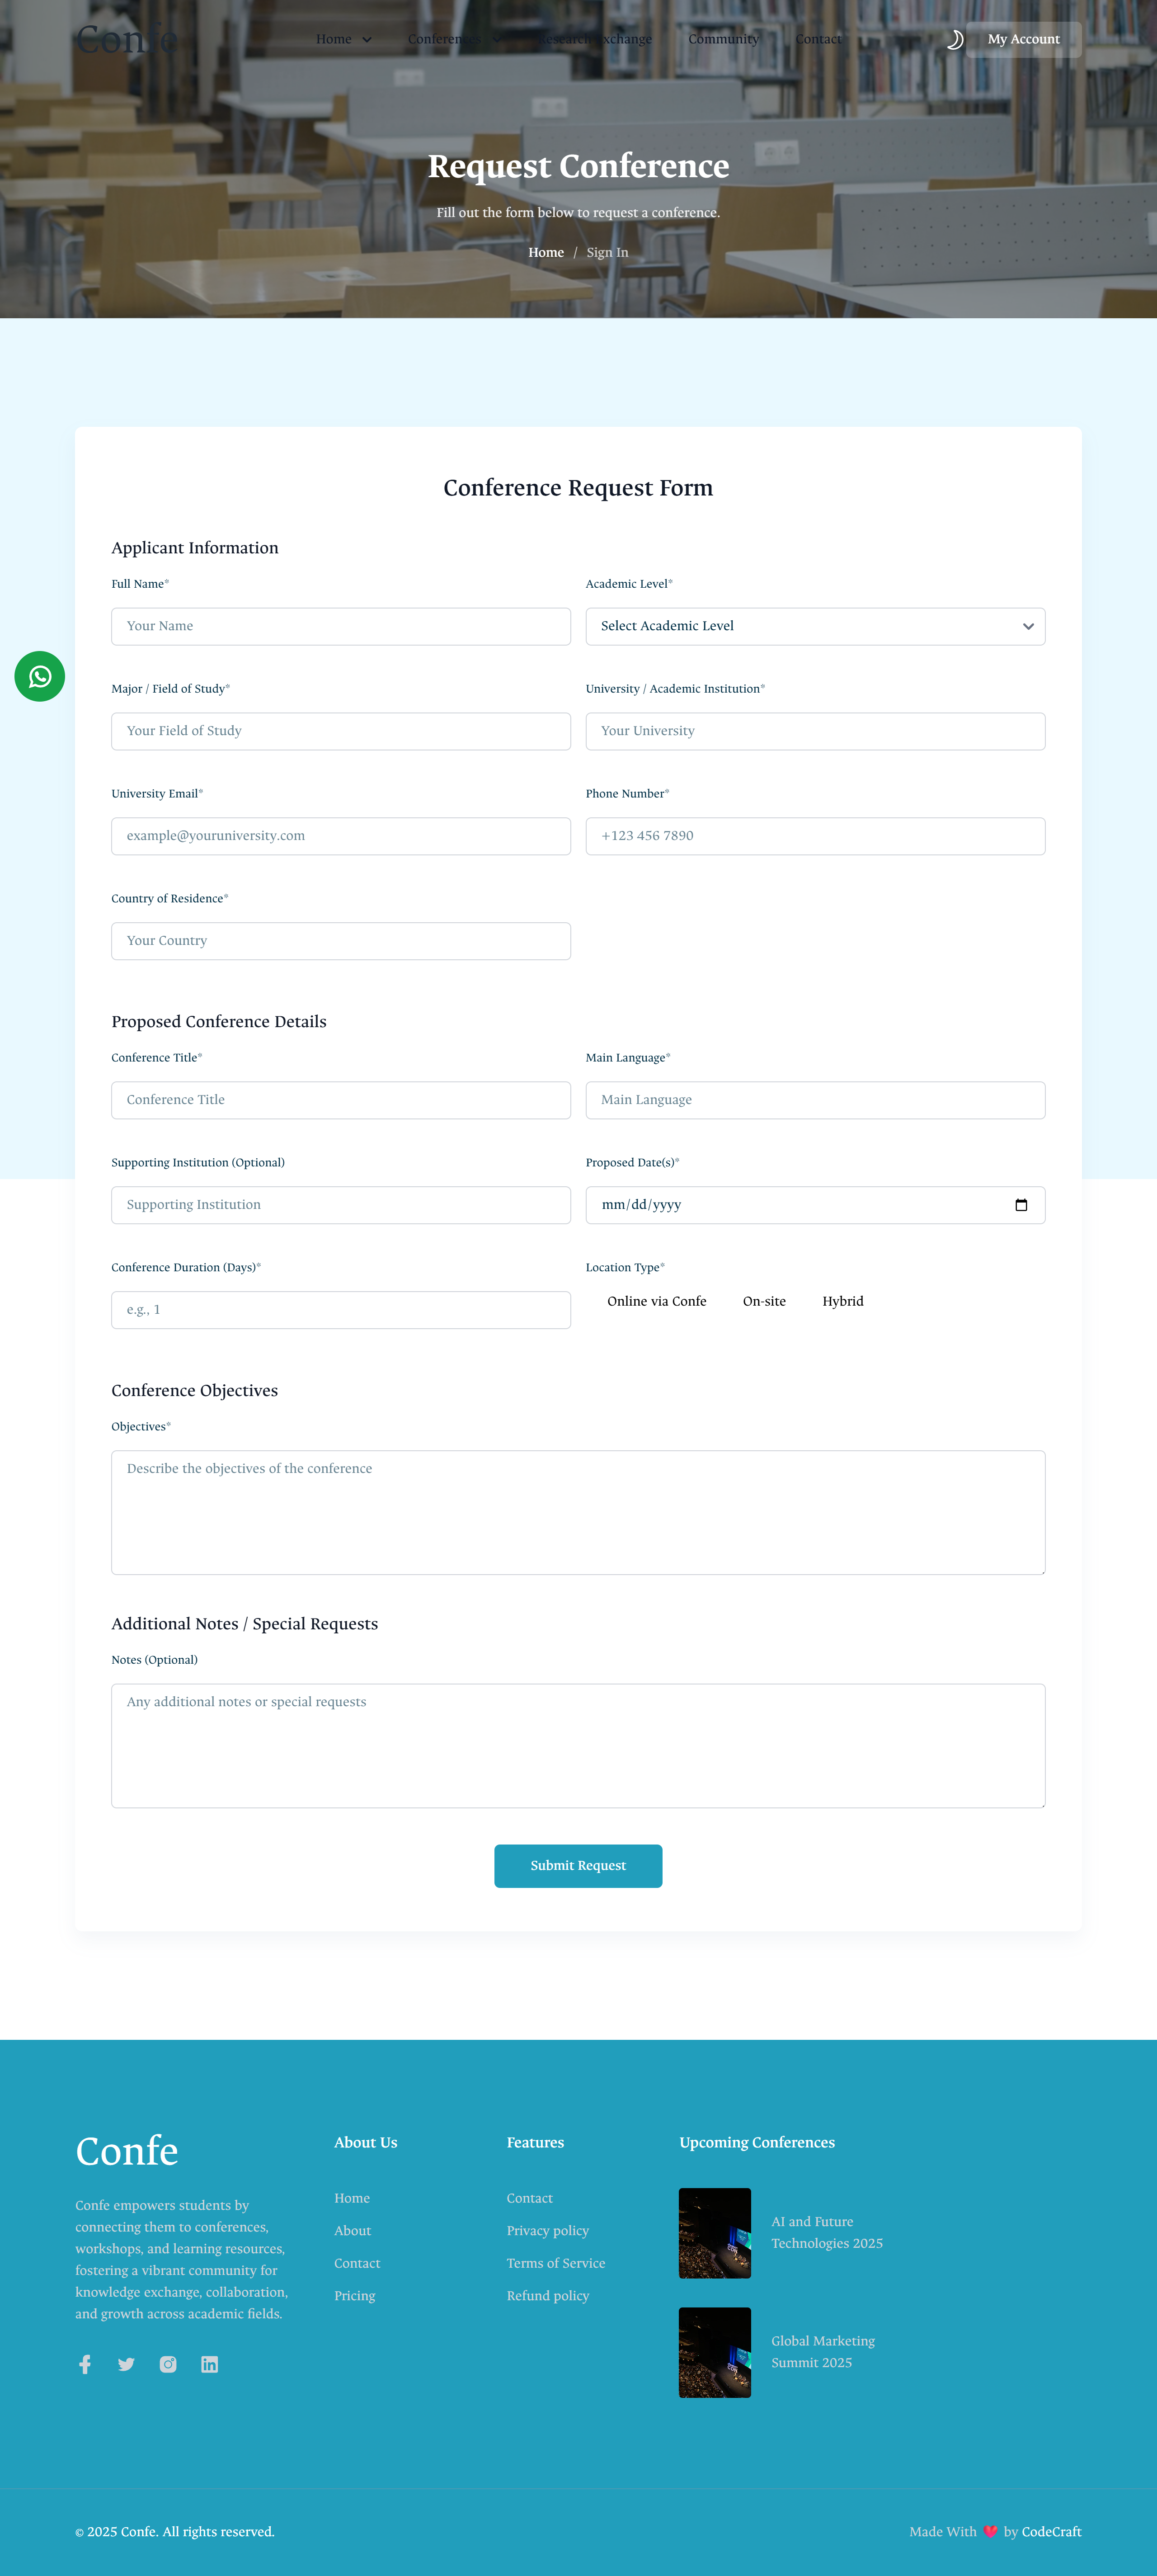 Confe
Home
Conferences
Research Exchange
Community
Contact
My Account
Request Conference
Fill out the form below to request a conference.
Home / Sign In
Conference Request Form
Applicant Information
Full Name*
Academic Level*
Your Name
Select Academic Level
Major / Field of Study*
University / Academic Institution*
Your Field of Study
Your University
University Email*
Phone Number*
example@youruniversity.com
+123 456 7890
Country of Residence*
Your Country
Proposed Conference Details
Conference Title*
Main Language*
Conference Title
Main Language
Supporting Institution (Optional)
Proposed Date(s)*
Supporting Institution
mm/dd/yyyy
Conference Duration (Days)*
Location Type*
e.g., 1
Online via Confe
On-site
Hybrid
Conference Objectives
Objectives*
Describe the objectives of the conference
Additional Notes / Special Requests
Notes (Optional)
Any additional notes or special requests
Submit Request
Confe
Confe empowers students by
connecting them to conferences,
workshops, and learning resources,
fostering a vibrant community for
knowledge exchange, collaboration,
and growth across academic fields.
About Us
Home
About
Contact
Pricing
Features
Contact
Privacy policy
Terms of Service
Refund policy
Upcoming Conferences
AI and Future
Technologies 2025
Global Marketing
Summit 2025
© 2025 Confe. All rights reserved.
Made With ❤️ by CodeCraft